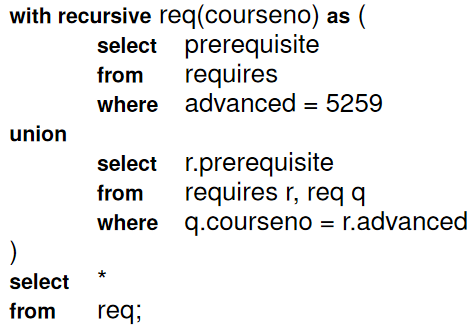 with recursive req(courseno) as (
select prerequisite
from requires
where advanced = 5259
union
select r.prerequisite
from requires r, req q
where q.courseno = r.advanced
)
select *
from req;